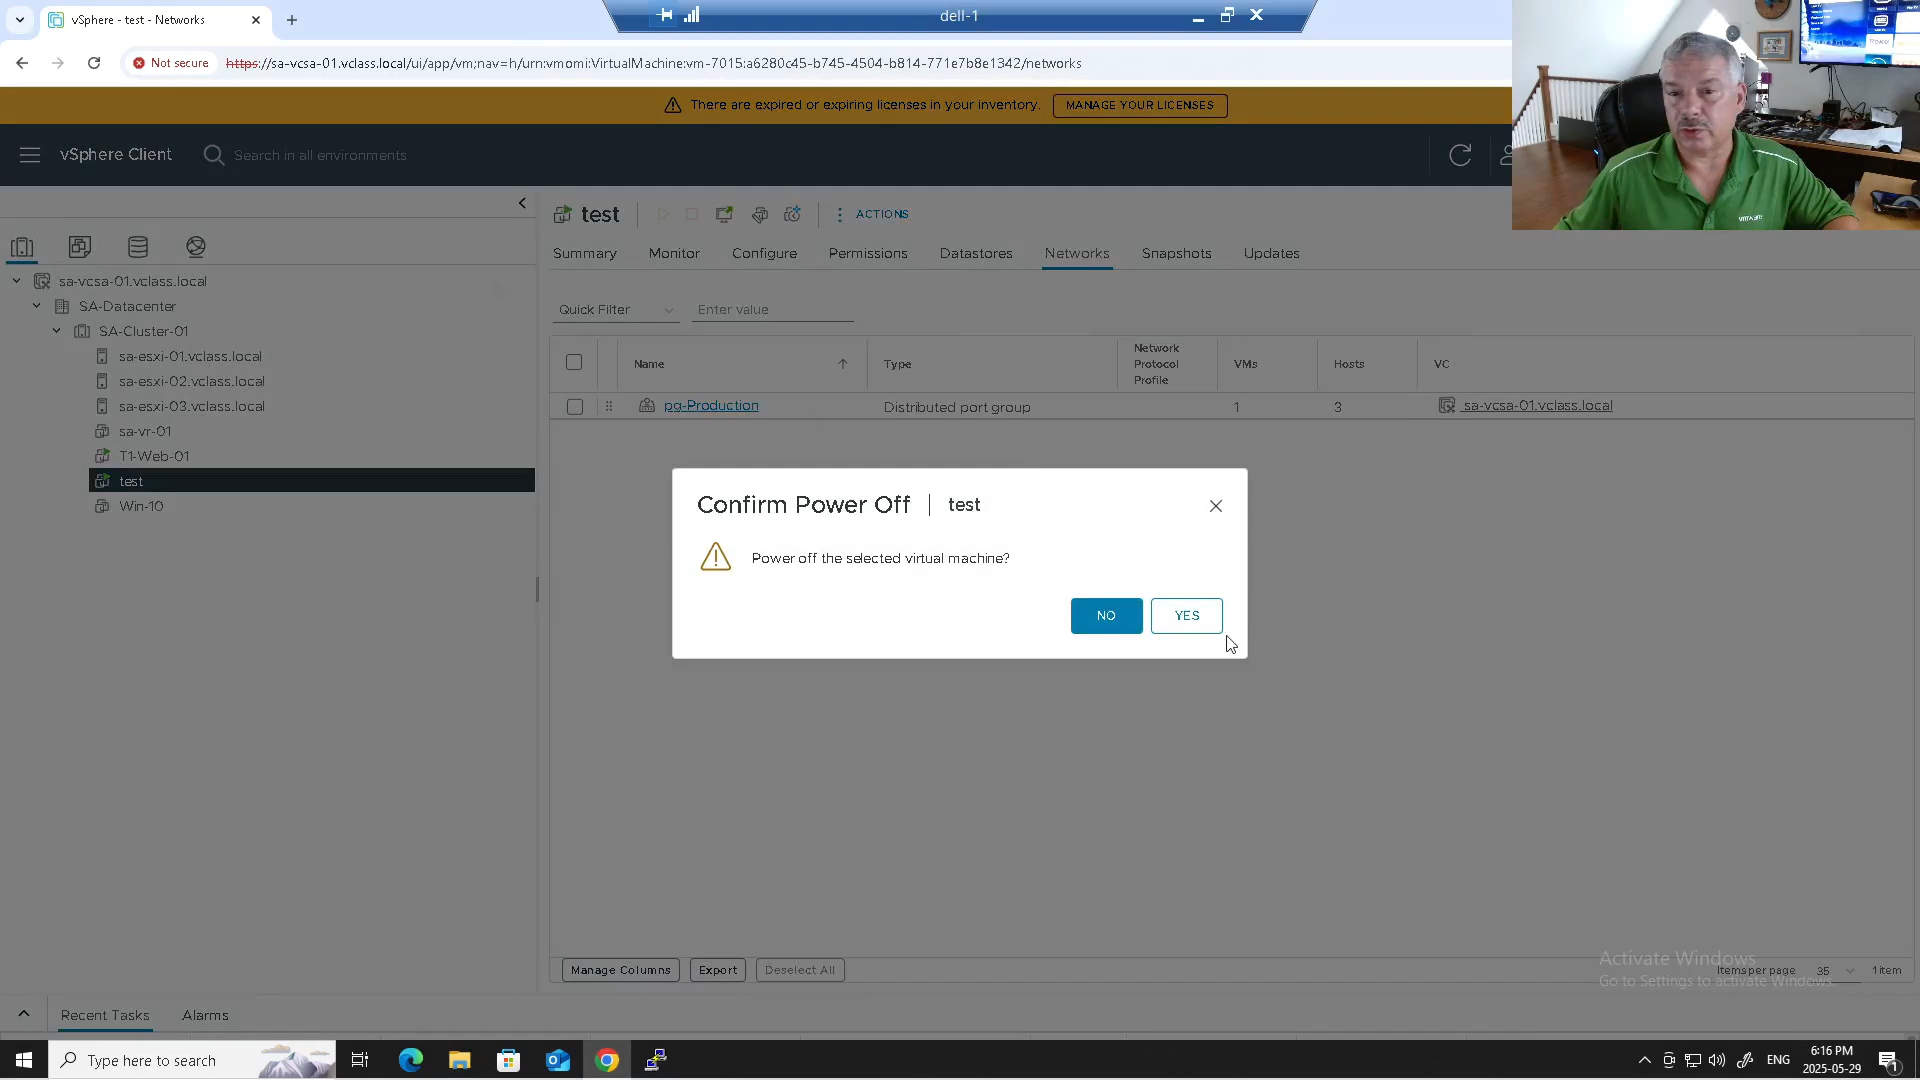 vSphere - test - Networks
dell-1
Not secure
https://sa-vcsa-01.vclass.local/ui/app/vm;nav=h/urn:vmomi:VirtualMachine:vm-7015:a6280c45-b745-4504-b814-771e7b8e1342/networks
There are expired or expiring licenses in your inventory.
MANAGE YOUR LICENSES
vSphere Client
Search in all environments
vmware
test
ACTIONS
Summary
Monitor
Configure
Permissions
Datastores
Networks
Snapshots
Updates
sa-vcsa-01.vclass.local
SA-Datacenter
SA-Cluster-01
sa-esxi-01.vclass.local
sa-esxi-02.vclass.local
sa-esxi-03.vclass.local
sa-vr-01
T1-Web-01
test
Win-10
Quick Filter
Enter value
Name
Type
Network
Protocol
Profile
VMs
Hosts
VC
pg-Production
Distributed port group
1
3
sa-vcsa-01.vclass.local
Confirm Power Off | test
Power off the selected virtual machine?
NO
YES
Manage Columns
Export
Deselect All
Activate Windows
Go to Settings to activate Windows.
Items per page
35
1 item
Recent Tasks
Alarms
Type here to search
ENG
6:16 PM
2025-05-29
1